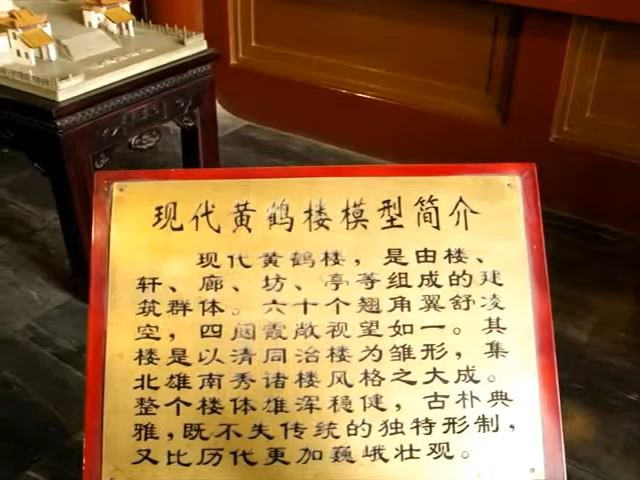 现代黄鹤楼模型简介
现代黄鹤楼，是由楼、
轩、廊、坊、亭等组成的建
筑群体。六十个翘角翼舒凌
空，四闼霞敞视望如一。其
楼是以清同治楼为雏形，集
北雄南秀诸楼风格之大成。
整个楼体雄浑稳健，古朴典
雅，既不失传统的独特形制，
又比历代更加巍峨壮观。